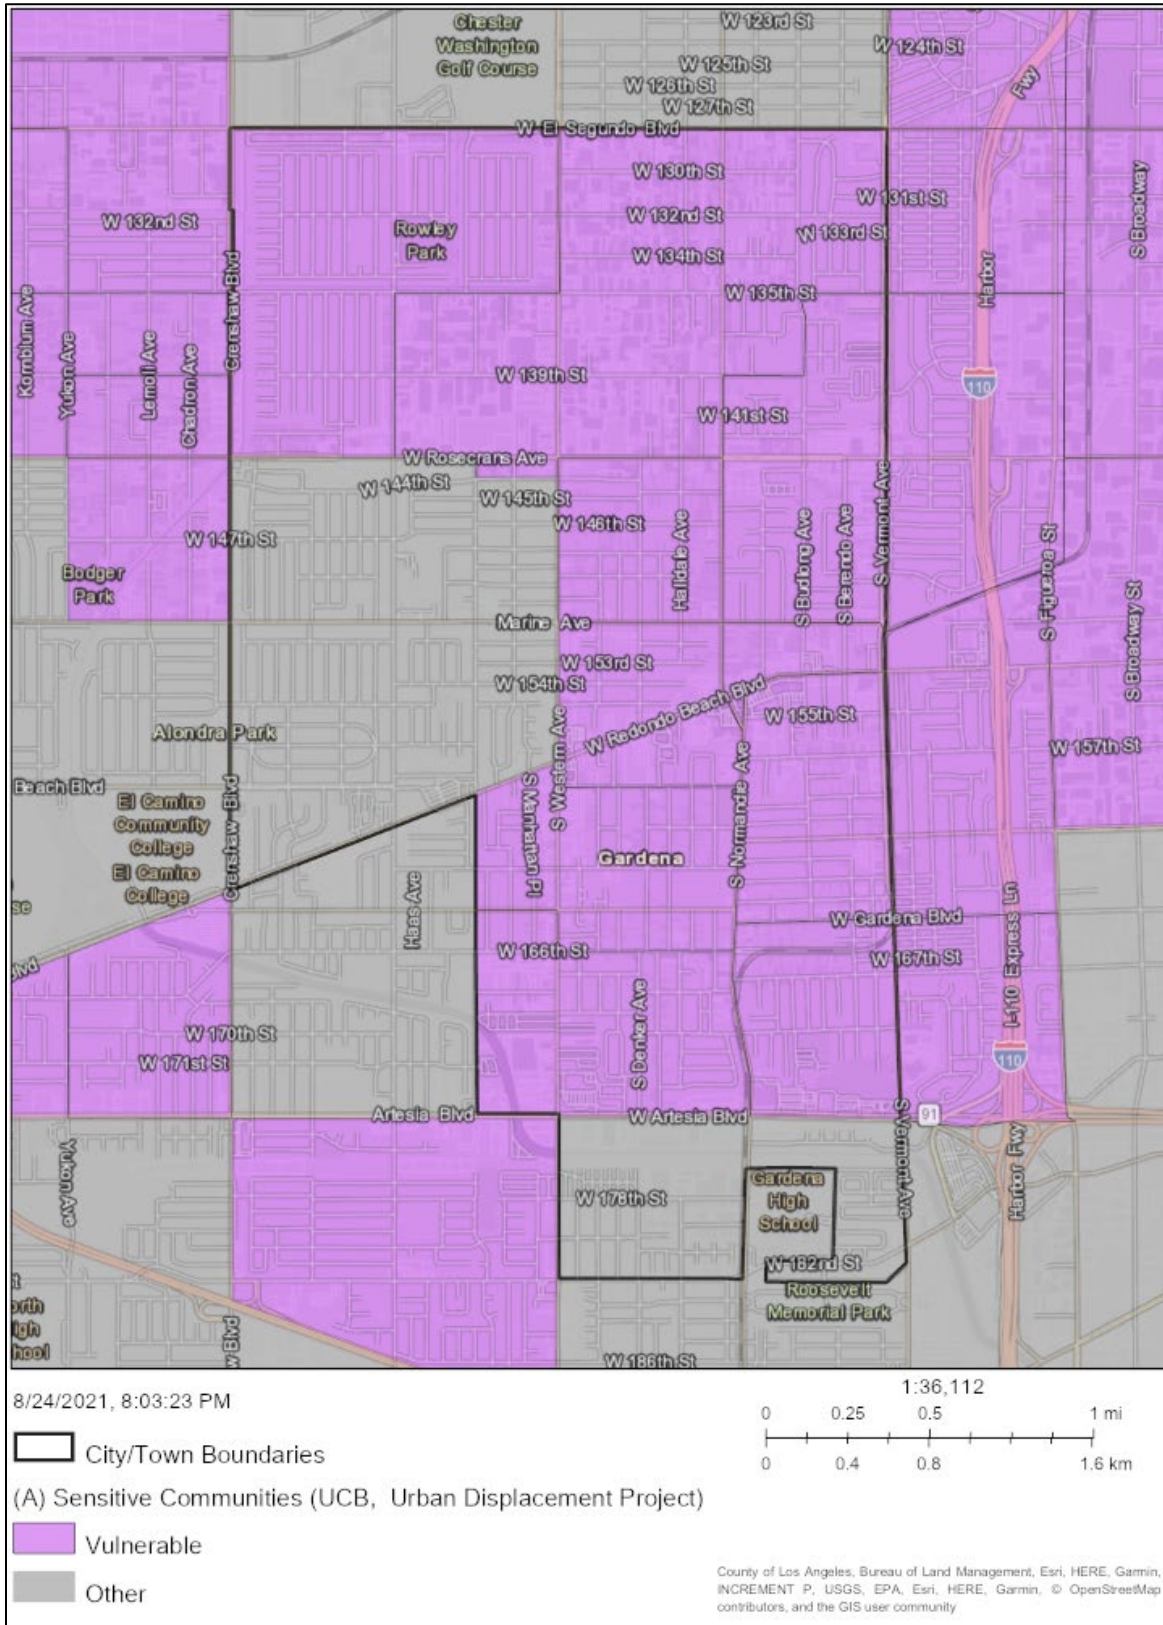 Chester
Washington
Golf Course
W 123rd St
W 124th St
W 125th St
W 126th St
W 127th St
Fwy
W El Segundo Blvd
W 130th St
W 131st St
W 132nd St
W 132nd St
Rowley
Park
W 133rd St
W 134th St
S Broadway
Harbor
W 135th St
Kornblum Ave
Yukon Ave
Lemoli Ave
Chadron Ave
Crenshaw Blvd
W 139th St
110
W 141st St
W Rosecrans Ave
W 144th St
W 145th St
W 146th St
W 147th St
Halldale Ave
S Budlong Ave
S Berendo Ave
S Vermont Ave
S Figueroa St
Bodger
Park
Marine Ave
S Broadway St
W 153rd St
W 154th St
W Redondo Beach Blvd
W 155th St
Alondra Park
W 157th St
Beach Blvd
El Camino
Community
College
El Camino
College
Crenshaw Blvd
S Manhattan Pl
S Western Ave
Gardena
S Normandie Ave
Haas Ave
se
lvd
W Gardena Blvd
W 166th St
W 167th St
I-110 Express Ln
W 170th St
W 171st St
S Denker Ave
110
Artesia Blvd
W Artesia Blvd
91
S Vermont Ave
Harbor Fwy
Yukon Ave
W 178th St
Gardena
High
School
W 182nd St
Roosevelt
Memorial Park
st
orth
igh
hool
w Blvd
W 186th St
8/24/2021, 8:03:23 PM
1:36,112
0 0.25 0.5 1 mi
0 0.4 0.8 1.6 km
City/Town Boundaries
(A) Sensitive Communities (UCB, Urban Displacement Project)
Vulnerable
Other
County of Los Angeles, Bureau of Land Management, Esri, HERE, Garmin,
INCREMENT P, USGS, EPA, Esri, HERE, Garmin, © OpenStreetMap
contributors, and the GIS user community